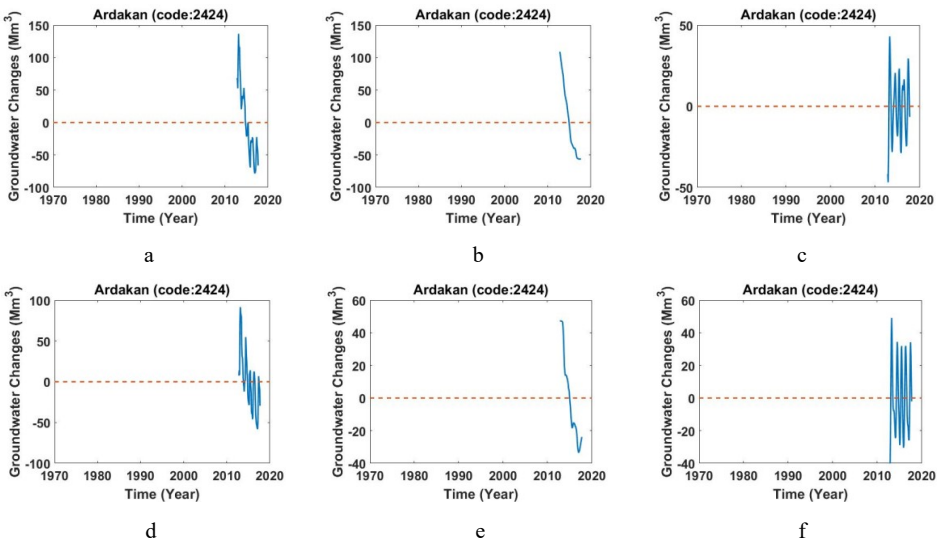 Ardakan (code:2424)
Groundwater Changes (Mm³)
150
100
50
0
-50
-100
1970 1980 1990 2000 2010 2020
Time (Year)
a
Ardakan (code:2424)
Groundwater Changes (Mm³)
150
100
50
0
-50
-100
1970 1980 1990 2000 2010 2020
Time (Year)
b
Ardakan (code:2424)
Groundwater Changes (Mm³)
50
0
-50
1970 1980 1990 2000 2010 2020
Time (Year)
c
Ardakan (code:2424)
Groundwater Changes (Mm³)
100
50
0
-50
-100
1970 1980 1990 2000 2010 2020
Time (Year)
d
Ardakan (code:2424)
Groundwater Changes (Mm³)
60
40
20
0
-20
-40
1970 1980 1990 2000 2010 2020
Time (Year)
e
Ardakan (code:2424)
Groundwater Changes (Mm³)
60
40
20
0
-20
-40
1970 1980 1990 2000 2010 2020
Time (Year)
f